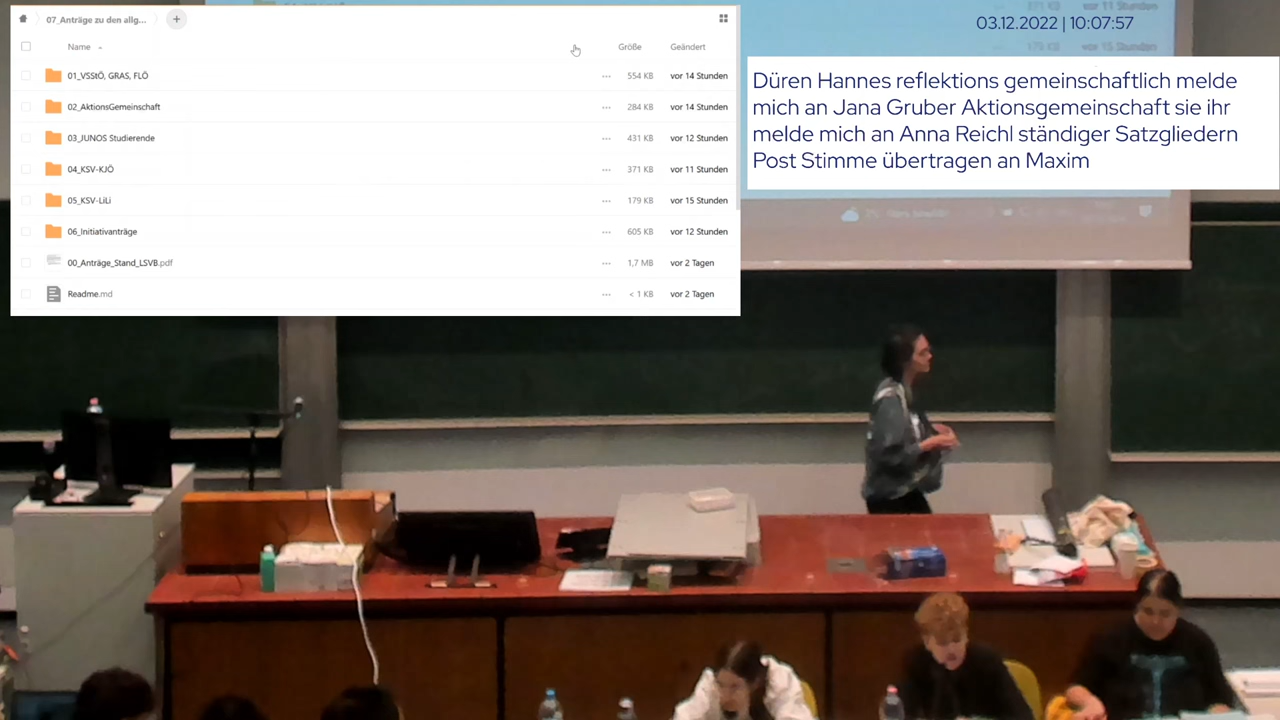 07_Anträge zu den allg...
+
Name
Größe
Geändert
01_VSStÖ, GRAS, FLÖ
554 KB
vor 14 Stunden
02_AktionsGemeinschaft
284 KB
vor 14 Stunden
03_JUNOS Studierende
431 KB
vor 12 Stunden
04_KSV-KJÖ
371 KB
vor 11 Stunden
05_KSV-LiLi
179 KB
vor 15 Stunden
06_Initiativanträge
605 KB
vor 12 Stunden
00_Anträge_Stand_LSVB.pdf
1,7 MB
vor 2 Tagen
Readme.md
< 1 KB
vor 2 Tagen
03.12.2022 | 10:07:57
Düren Hannes reflektions gemeinschaftlich melde
mich an Jana Gruber Aktionsgemeinschaft sie ihr
melde mich an Anna Reichl ständiger Satzgliedern
Post Stimme übertragen an Maxim